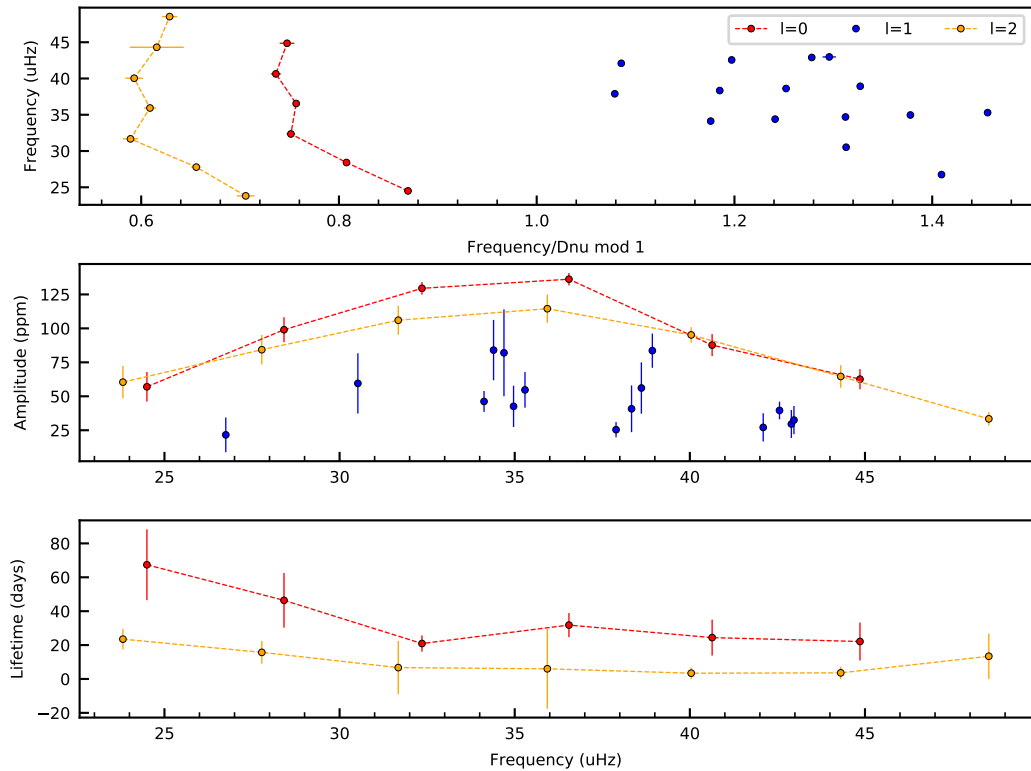 l=0 l=1 l=2
Frequency (uHz)
45
40
35
30
25
0.6 0.8 1.0 1.2 1.4
Frequency/Dnu mod 1
Amplitude (ppm)
125
100
75
50
25
25 30 35 40 45
Lifetime (days)
80
60
40
20
0
−20
25 30 35 40 45
Frequency (uHz)